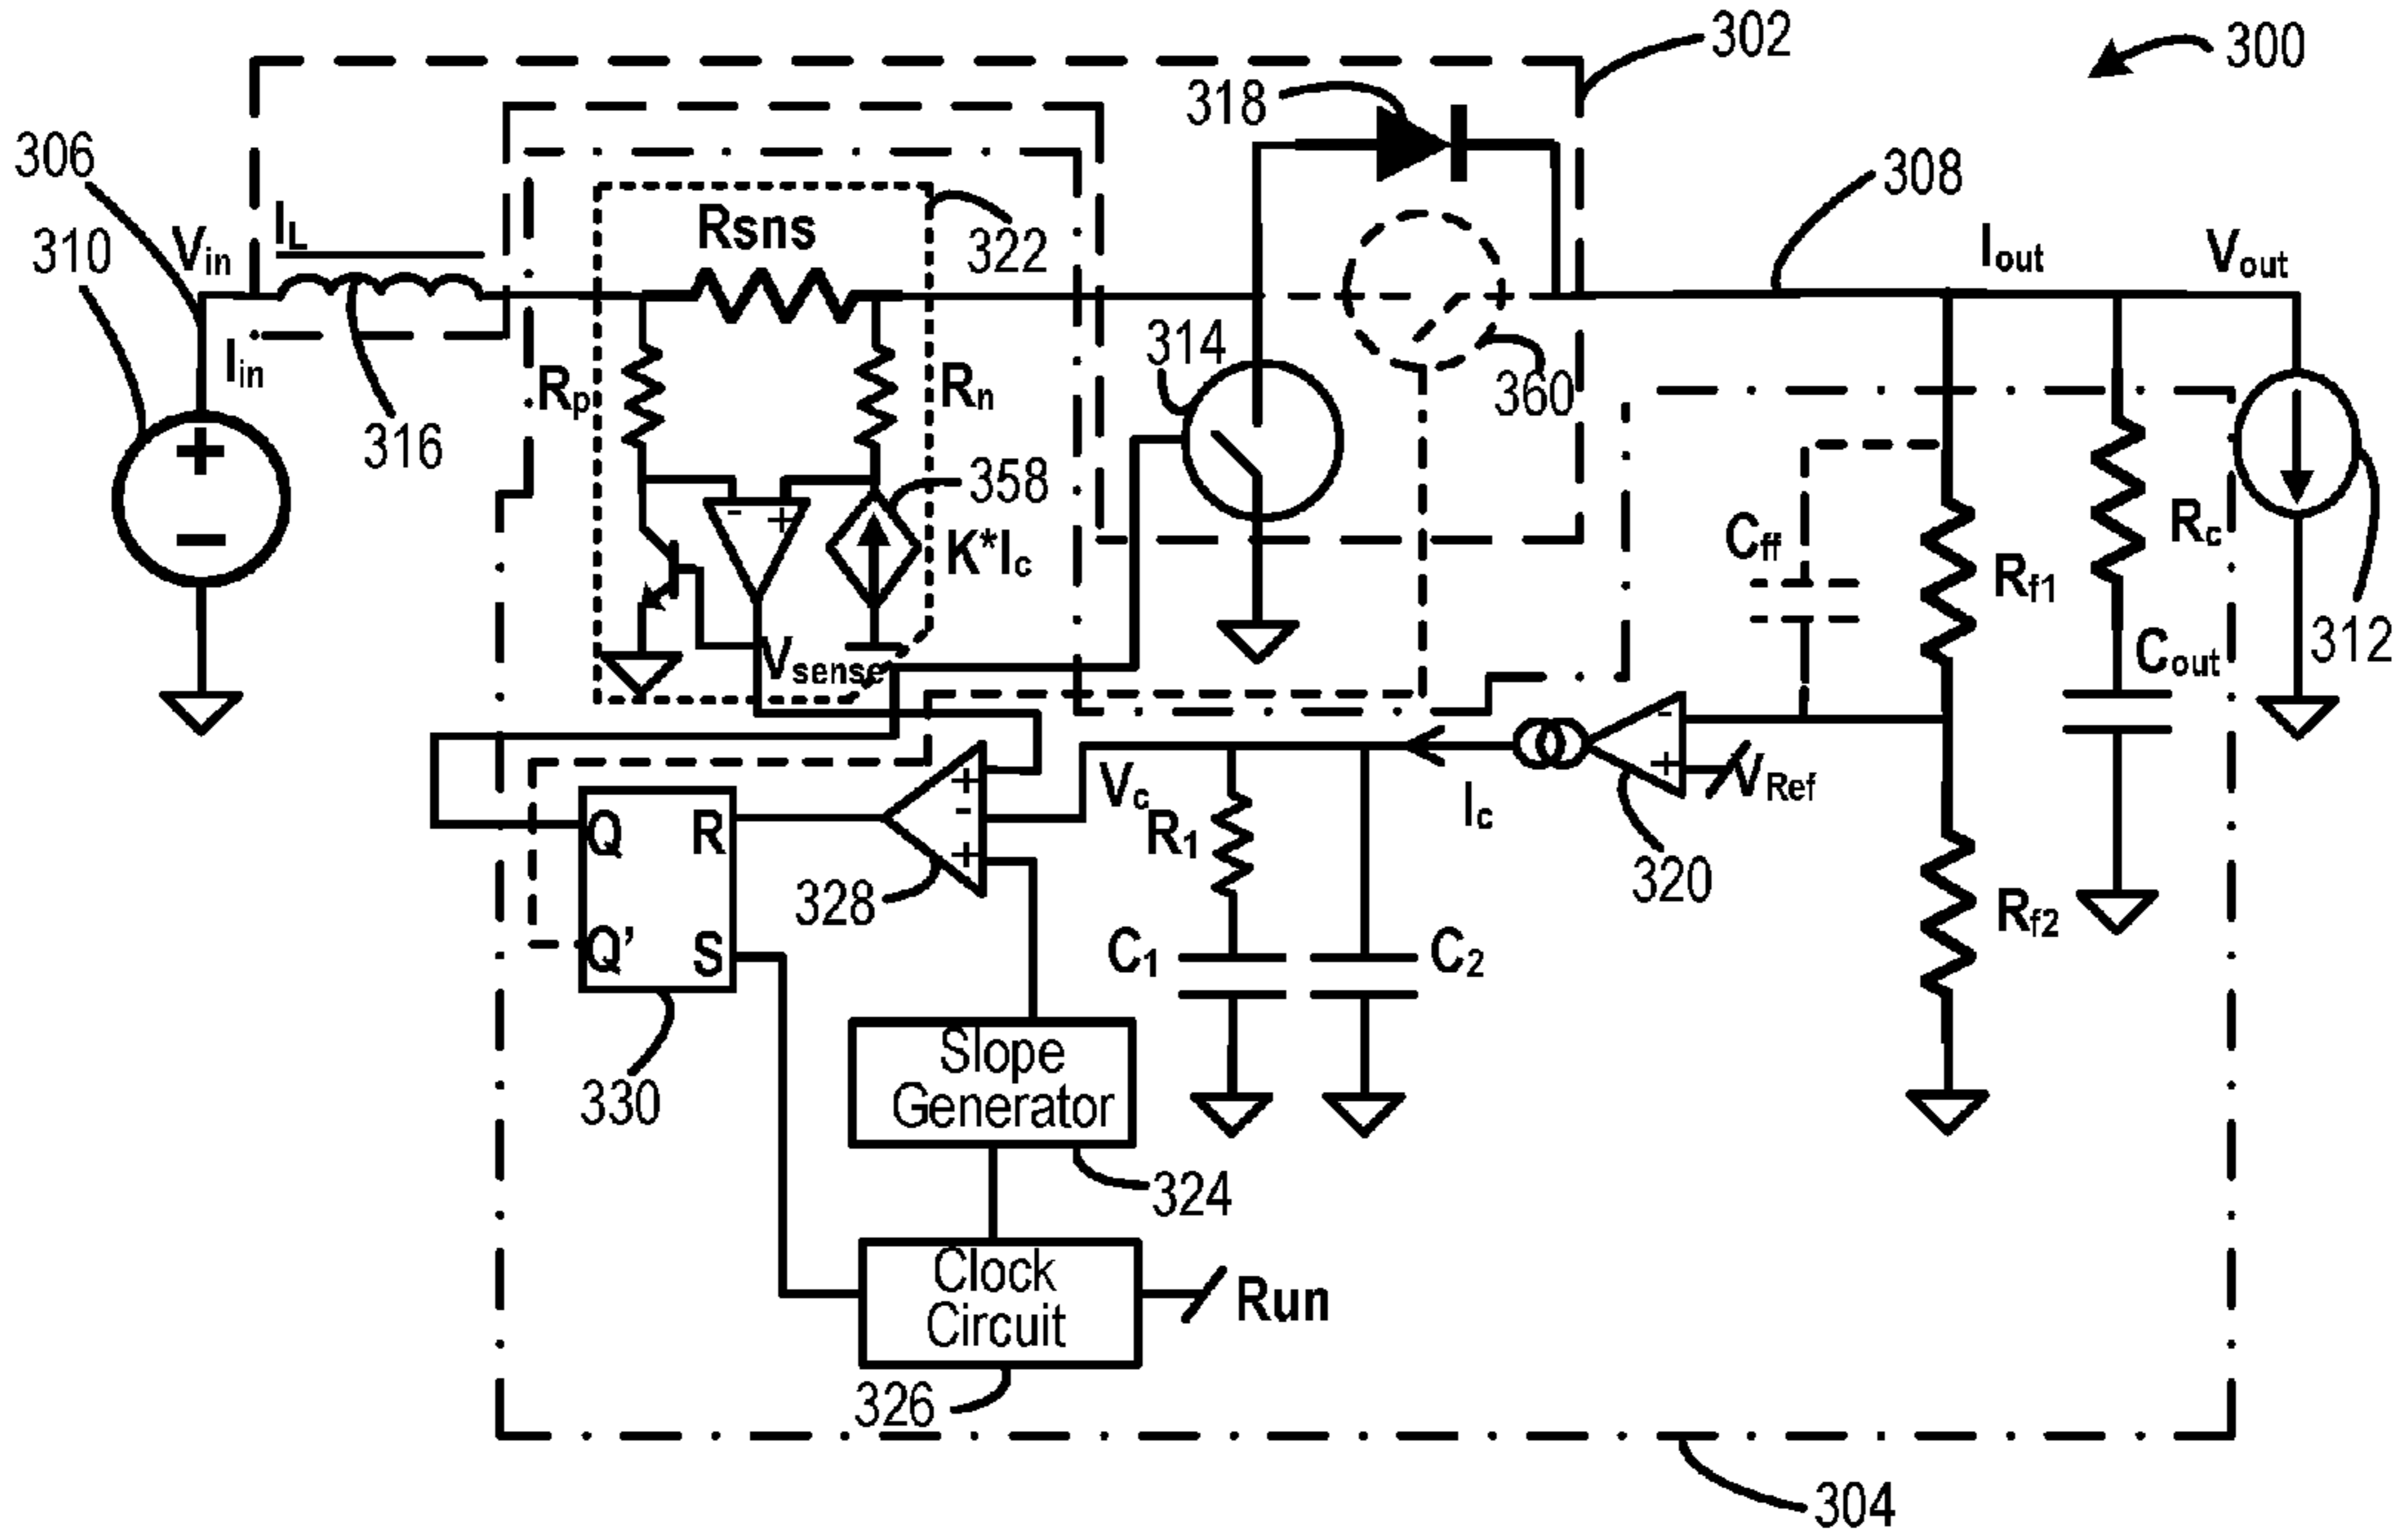 302
300
318
306
308
Rsns
322
310
Vin
IL
Iout
Vout
Iin
Rp
Rn
314
360
316
358
K*Ic
Cff
Rf1
Rc
312
Cout
Vsense
-
+
+
-
-
+
VRef
Vc
Ic
R1
320
Q
R
+
-
+
328
Rf2
Q'
S
C1
C2
330
Slope
Generator
324
Clock
Circuit
Run
326
304